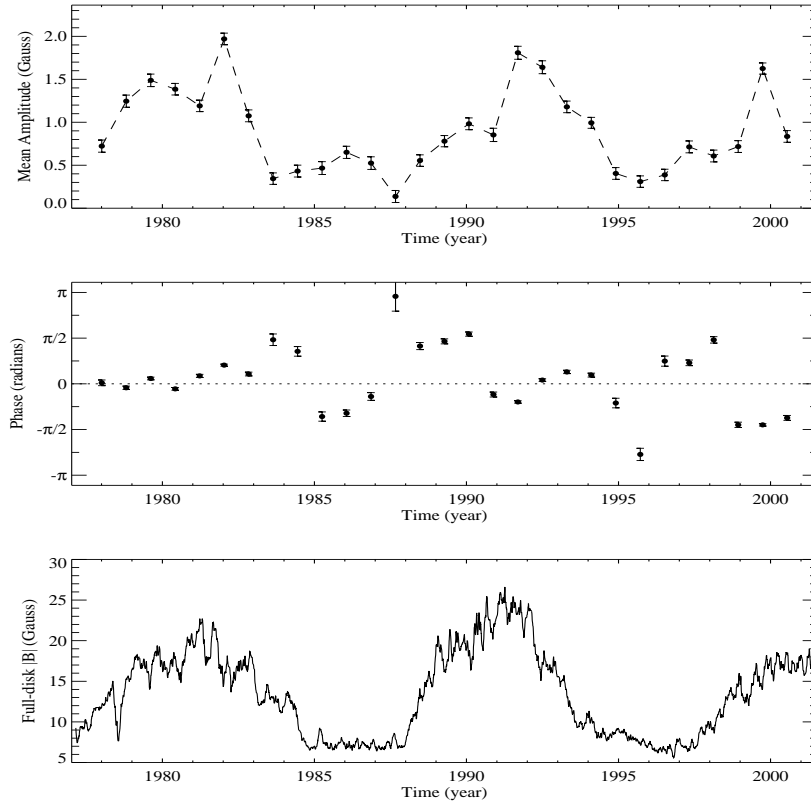 Mean Amplitude (Gauss)
2.0
1.5
1.0
0.5
0.0
1980 1985 1990 1995 2000
Time (year)
Phase (radians)
π
π/2
0
-π/2
-π
1980 1985 1990 1995 2000
Time (year)
Full-disk |B| (Gauss)
30
25
20
15
10
5
1980 1985 1990 1995 2000
Time (year)